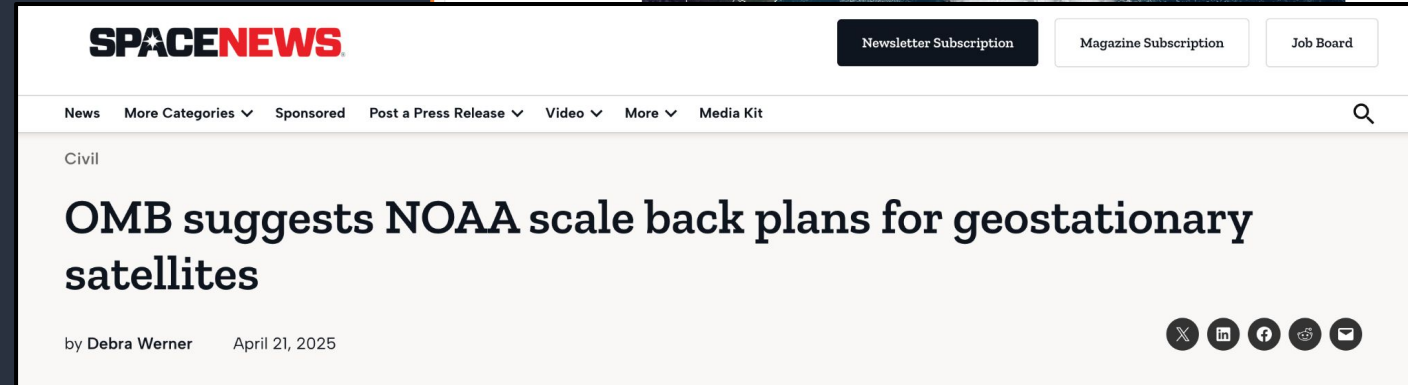 SPACENEWS
Newsletter Subscription
Magazine Subscription
Job Board
News More Categories Sponsored Post a Press Release Video More Media Kit
Civil
OMB suggests NOAA scale back plans for geostationary
satellites
by Debra Werner April 21, 2025